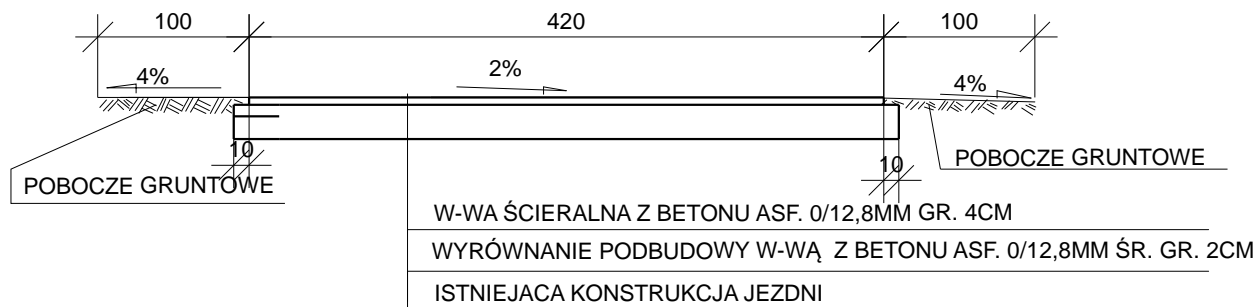 100 420 100
4% 2% 4%
10 10
POBOCZE GRUNTOWE POBOCZE GRUNTOWE
W-WA ŚCIERALNA Z BETONU ASF. 0/12,8MM GR. 4CM
WYRÓWNANIE PODBUDOWY W-WĄ Z BETONU ASF. 0/12,8MM ŚR. GR. 2CM
ISTNIEJACA KONSTRUKCJA JEZDNI